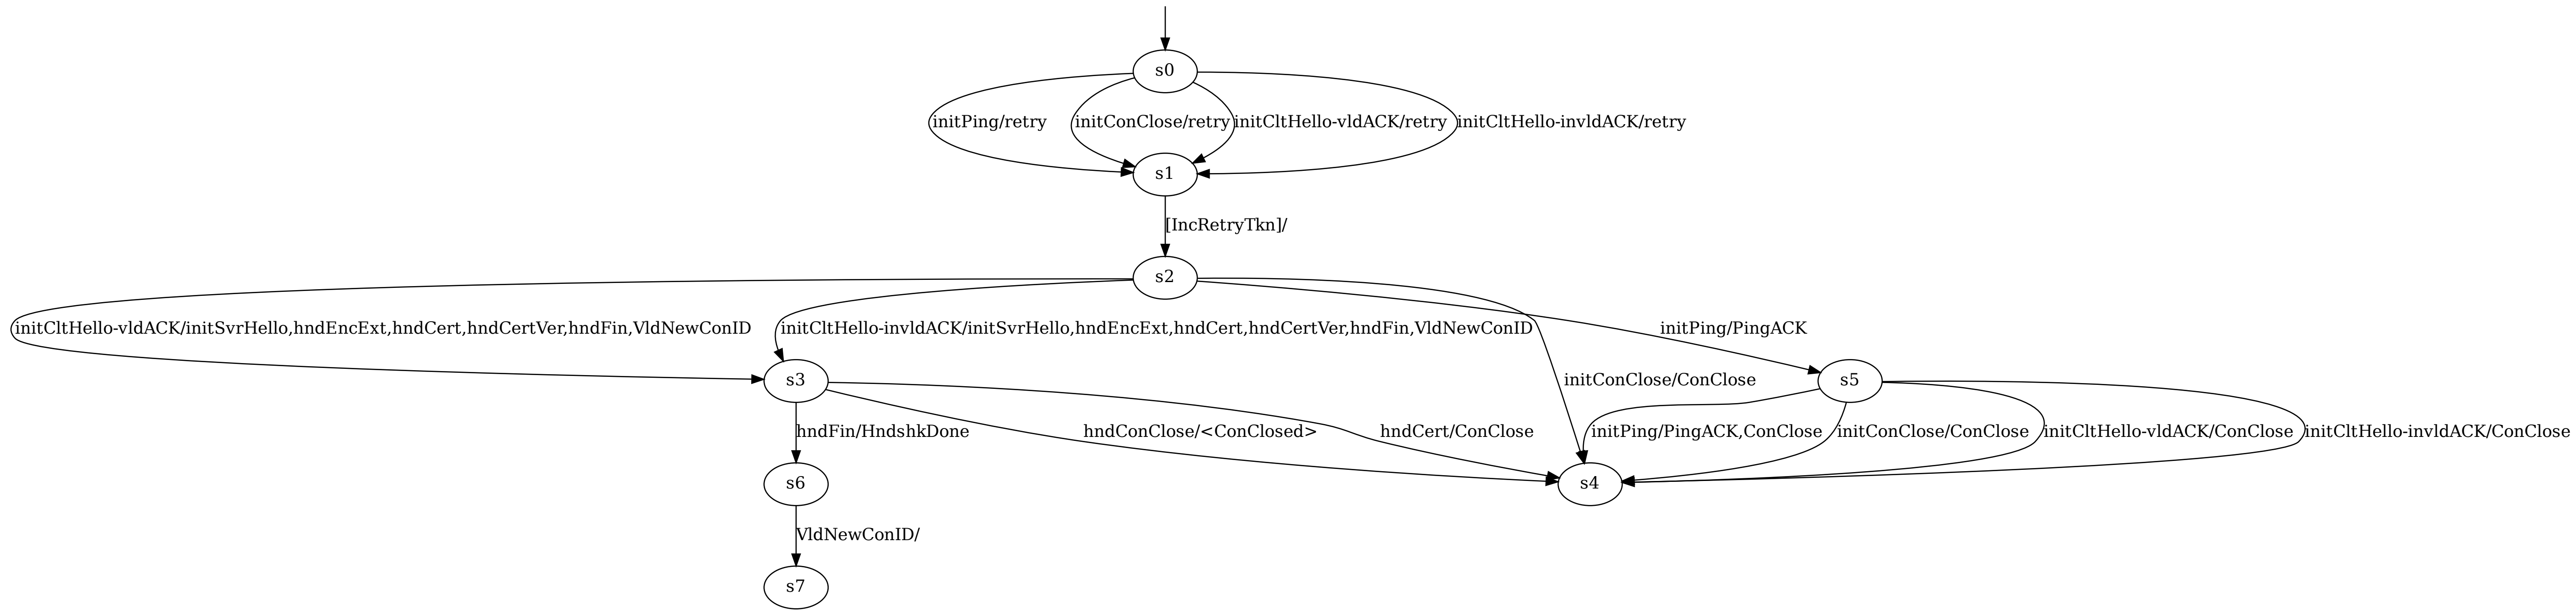 s0
initPing/retry
initConClose/retry
initCltHello-vldACK/retry
initCltHello-invldACK/retry
s1
[IncRetryTkn]/
s2
initCltHello-vldACK/initSvrHello,hndEncExt,hndCert,hndCertVer,hndFin,VldNewConID
initCltHello-invldACK/initSvrHello,hndEncExt,hndCert,hndCertVer,hndFin,VldNewConID
initPing/PingACK
s3
initConClose/ConClose
s5
hndFin/HndshkDone
hndConClose/<ConClosed>
hndCert/ConClose
initPing/PingACK,ConClose
initConClose/ConClose
initCltHello-vldACK/ConClose
initCltHello-invldACK/ConClose
s6
s4
VldNewConID/
s7